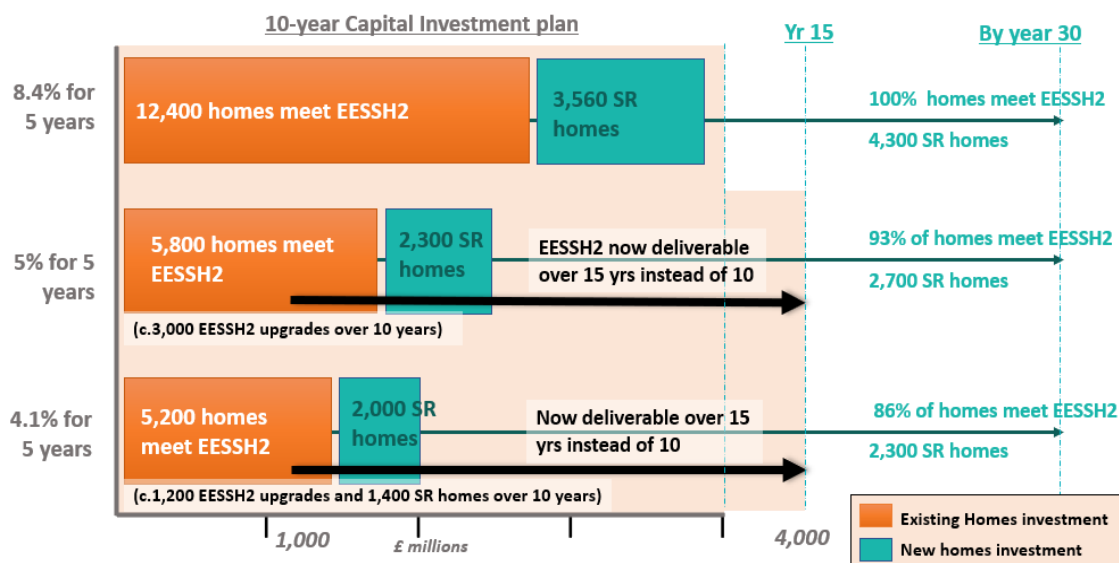 10-year Capital Investment plan
Yr 15
By year 30
8.4% for
5 years
12,400 homes meet EESSH2
3,560 SR
homes
100%  homes meet EESSH2
4,300 SR homes
5% for 5
years
5,800 homes meet
EESSH2
2,300 SR
homes
EESSH2 now deliverable
over 15 yrs instead of 10
93% of homes meet EESSH2
2,700 SR homes
(c.3,000 EESSH2 upgrades over 10 years)
4.1% for
5 years
5,200 homes
meet EESSH2
2,000 SR
homes
Now deliverable over 15
yrs instead of 10
86% of homes meet EESSH2
2,300 SR homes
(c.1,200 EESSH2 upgrades and 1,400 SR homes over 10 years)
1,000
£ millions
4,000
Existing Homes investment
New homes investment